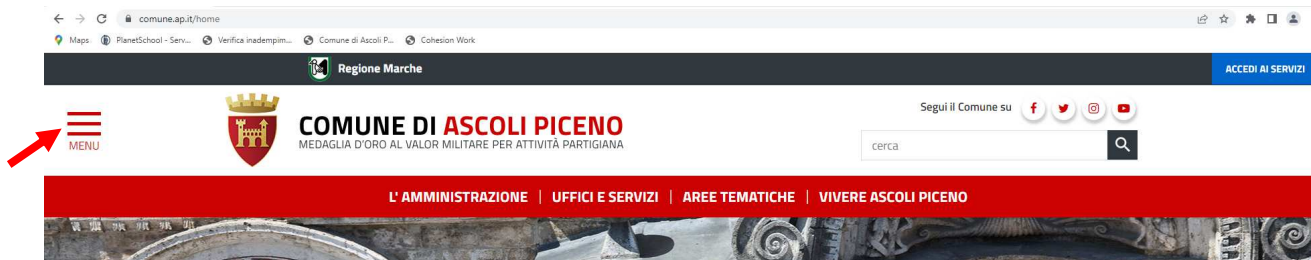 comune.ap.it/home
Maps PlanetSchool - Serv... Verifica inadempim... Comune di Ascoli P... Cohesion Work
Regione Marche
ACCEDI AI SERVIZI
Segui il Comune su
COMUNE DI ASCOLI PICENO
MEDAGLIA D'ORO AL VALOR MILITARE PER ATTIVITÀ PARTIGIANA
MENU
cerca
L' AMMINISTRAZIONE | UFFICI E SERVIZI | AREE TEMATICHE | VIVERE ASCOLI PICENO